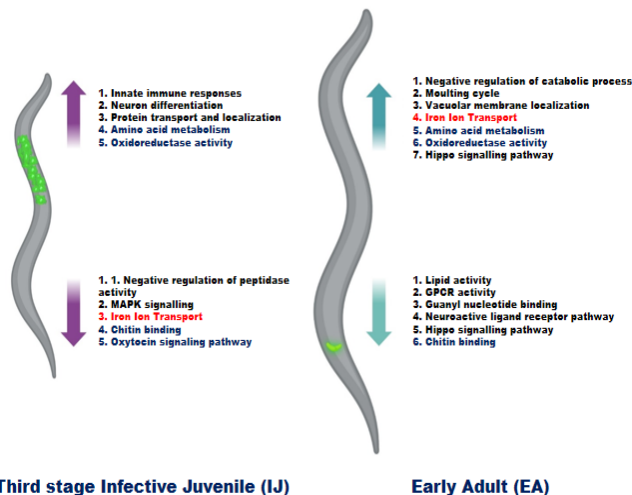 1. Innate immune responses
2. Neuron differentiation
3. Protein transport and localization
4. Amino acid metabolism
5. Oxidoreductase activity
1. 1. Negative regulation of peptidase
activity
2. MAPK signalling
3. Iron Ion Transport
4. Chitin binding
5. Oxytocin signaling pathway
Third stage Infective Juvenile (IJ)
1. Negative regulation of catabolic process
2. Moulting cycle
3. Vacuolar membrane localization
4. Iron Ion Transport
5. Amino acid metabolism
6. Oxidoreductase activity
7. Hippo signalling pathway
1. Lipid activity
2. GPCR activity
3. Guanyl nucleotide binding
4. Neuroactive ligand receptor pathway
5. Hippo signalling pathway
6. Chitin binding
Early Adult (EA)